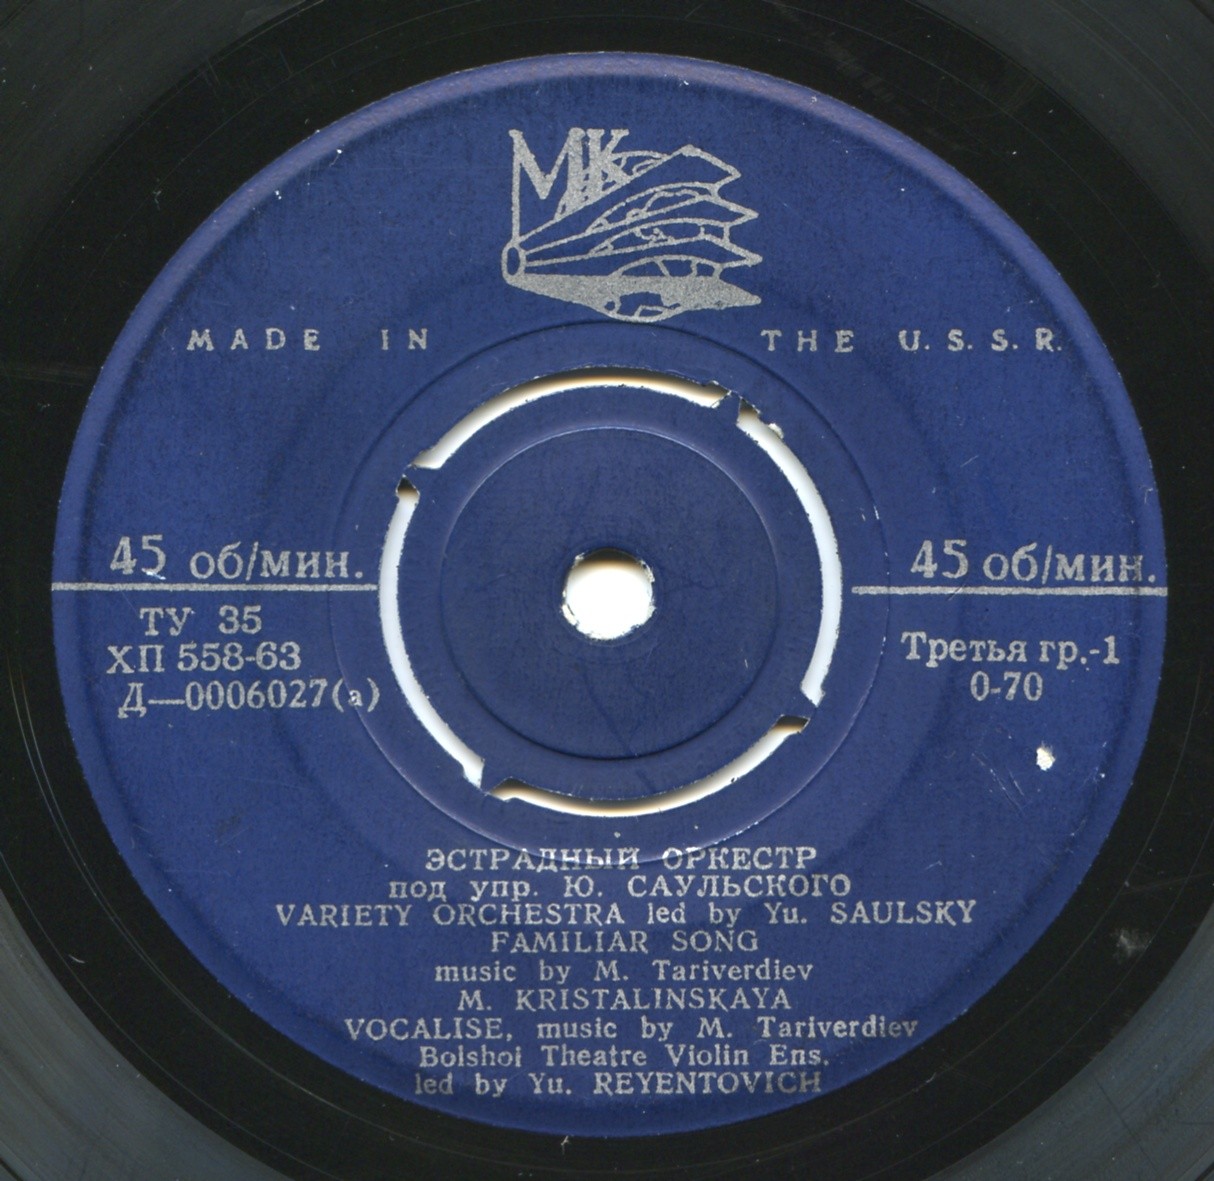 МК
MADE IN THE U.S.S.R.
45 об/мин. 45 об/мин.
ТУ 35
ХП 558-63
Д—0006027(а)
Третья гр.-1
0-70
ЭСТРАДНЫЙ ОРКЕСТР
под упр. Ю. САУЛЬСКОГО
VARIETY ORCHESTRA led by Yu. SAULSKY
FAMILIAR SONG
music by M. Tariverdiev
M. KRISTALINSKAYA
VOCALISE, music by M. Tariverdiev
Bolshoi Theatre Violin Ens.
led by Yu. REYENTOVICH